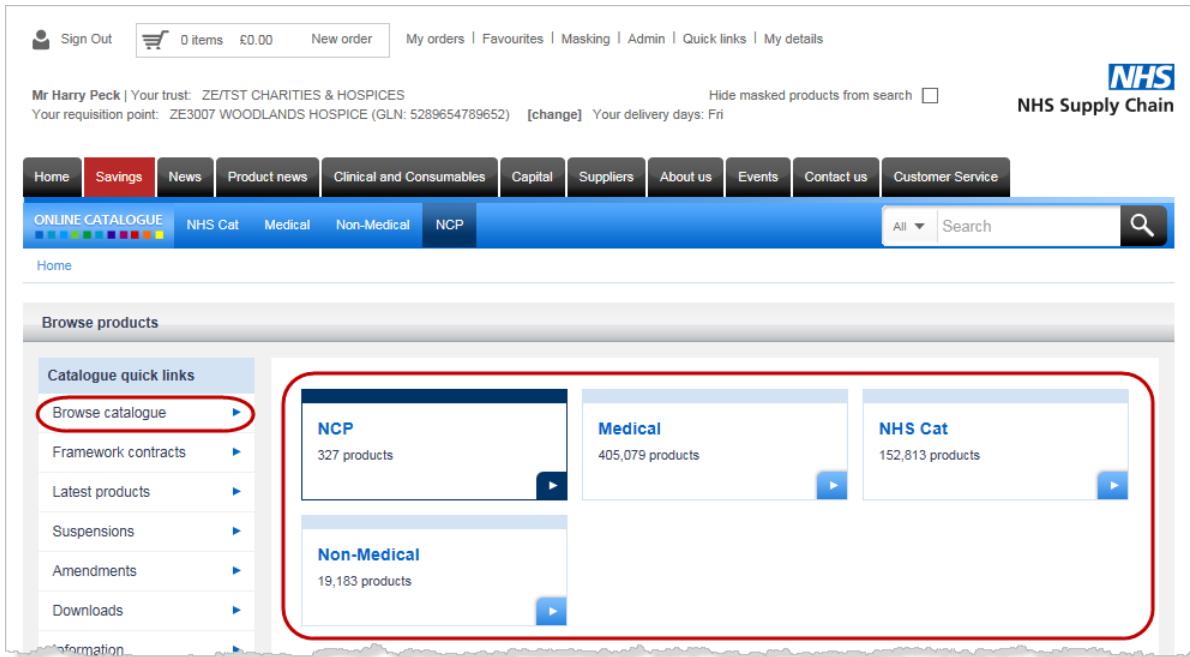 Sign Out 0 items £0.00 New order My orders | Favourites | Masking | Admin | Quick links | My details
NHS
NHS Supply Chain
Mr Harry Peck | Your trust: ZE/TST CHARITIES & HOSPICES Hide masked products from search
Your requisition point: ZE3007 WOODLANDS HOSPICE (GLN: 5289654789652) [change] Your delivery days: Fri
Home Savings News Product news Clinical and Consumables Capital Suppliers About us Events Contact us Customer Service
ONLINE CATALOGUE NHS Cat Medical Non-Medical NCP All Search
Home
Browse products
Catalogue quick links
Browse catalogue
Framework contracts
Latest products
Suspensions
Amendments
Downloads
Information
NCP
327 products
Medical
405,079 products
NHS Cat
152,813 products
Non-Medical
19,183 products